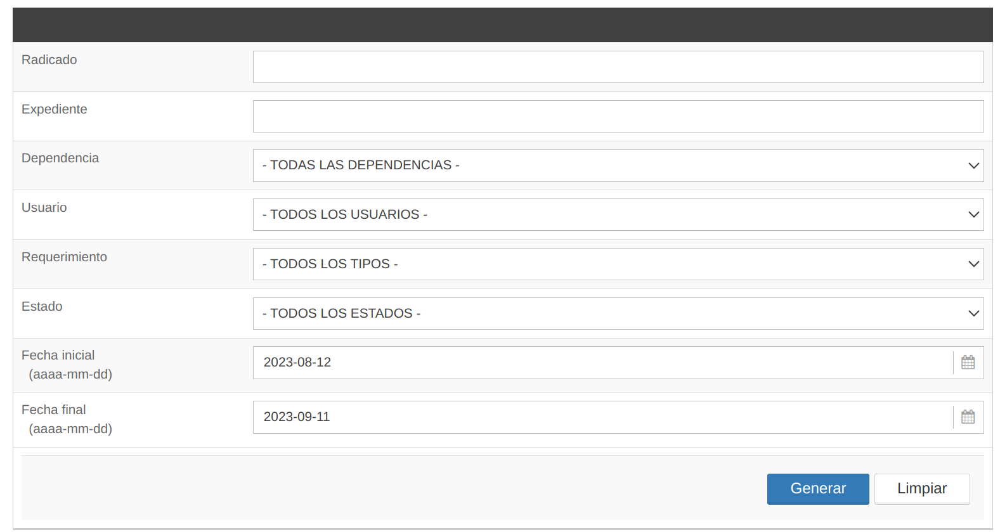 Radicado
Expediente
Dependencia
- TODAS LAS DEPENDENCIAS -
Usuario
- TODOS LOS USUARIOS -
Requerimiento
- TODOS LOS TIPOS -
Estado
- TODOS LOS ESTADOS -
Fecha inicial
(aaaa-mm-dd)
2023-08-12
Fecha final
(aaaa-mm-dd)
2023-09-11
Generar
Limpiar